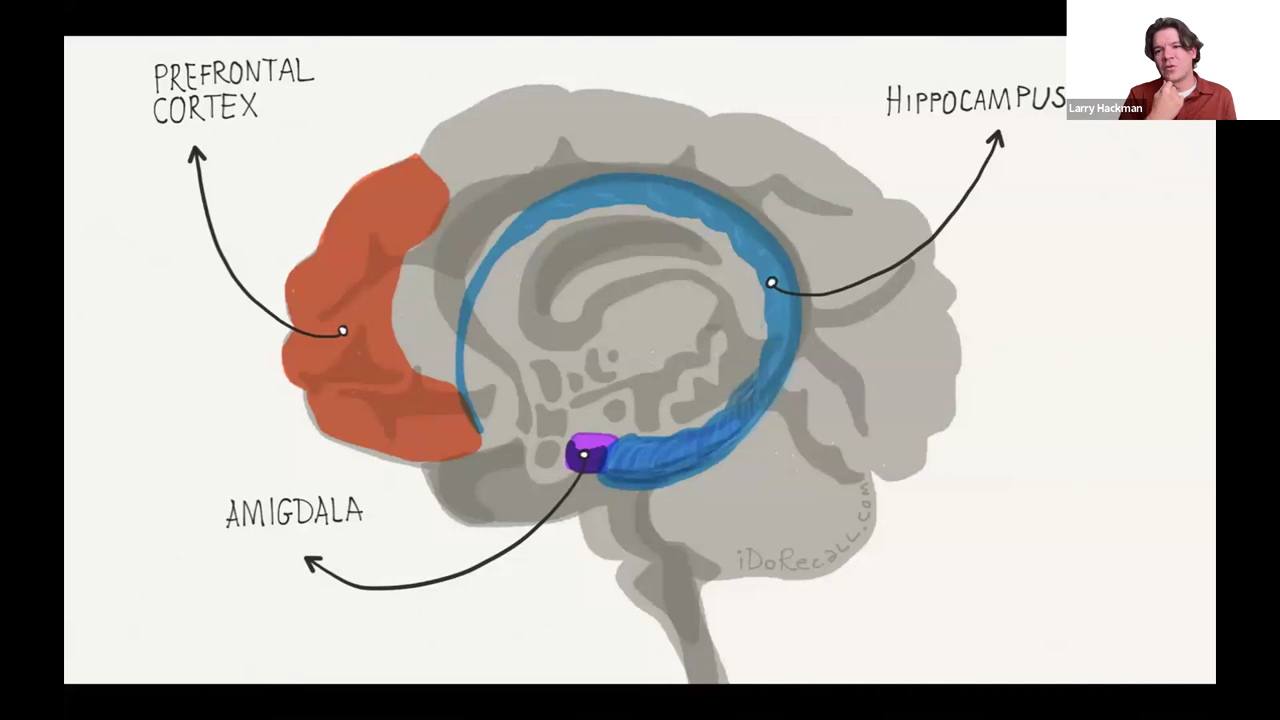 PREFRONTAL
CORTEX
HIPPOCAMPUS
Larry Hackman
AMIGDALA
iDoRecall.com